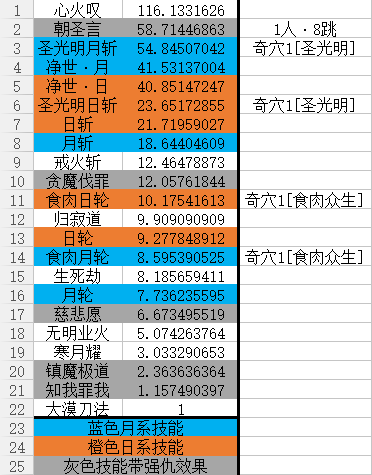 1 心火叹 116.1331626
2 朝圣言 58.71446863 1人·8跳
3 圣光明月斩 54.84507042 奇穴1[圣光明]
4 净世·月 41.53137004
5 净世·日 40.85147247
6 圣光明日斩 23.65172855 奇穴1[圣光明]
7 日斩 21.71959027
8 月斩 18.64404609
9 戒火斩 12.46478873
10 贪魔伐罪 12.05761844
11 食肉日轮 10.17541613 奇穴1[食肉众生]
12 归寂道 9.909090909
13 日轮 9.277848912
14 食肉月轮 8.595390525 奇穴1[食肉众生]
15 生死劫 8.185659411
16 月轮 7.736235595
17 慈悲愿 6.673495519
18 无明业火 5.074263764
19 寒月耀 3.033290653
20 镇魔极道 2.363636364
21 知我罪我 1.157490397
22 大漠刀法 1
23 蓝色月系技能
24 橙色日系技能
25 灰色技能带强仇效果